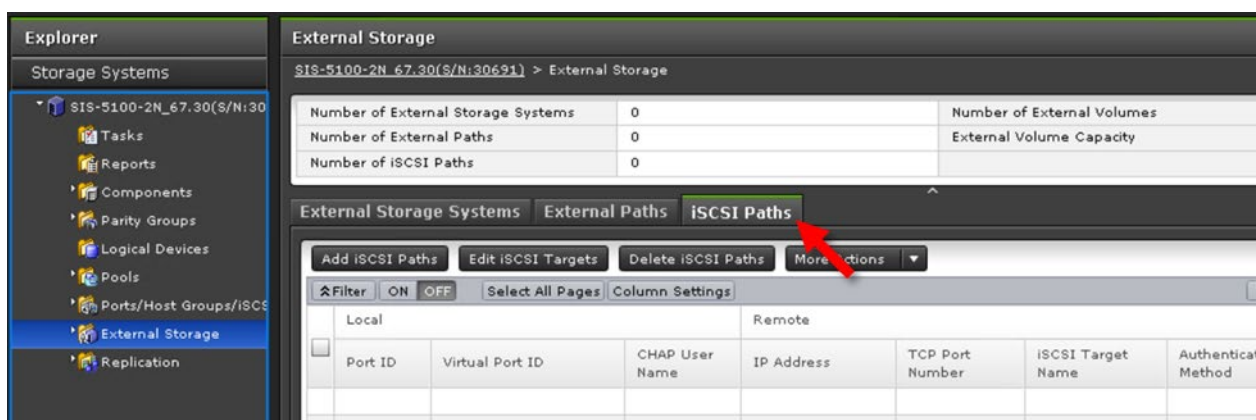 Explorer
Storage Systems
SIS-5100-2N_67.30(S/N:30
Tasks
Reports
Components
Parity Groups
Logical Devices
Pools
Ports/Host Groups/iSCS
External Storage
Replication
External Storage
SIS-5100-2N_67.30(S/N:30691) > External Storage
Number of External Storage Systems 0 Number of External Volumes
Number of External Paths 0 External Volume Capacity
Number of iSCSI Paths 0
External Storage Systems External Paths iSCSI Paths
Add iSCSI Paths Edit iSCSI Targets Delete iSCSI Paths More Actions
Filter ON OFF Select All Pages Column Settings
Local Remote
Port ID Virtual Port ID CHAP User Name IP Address TCP Port Number iSCSI Target Name Authenticat Method